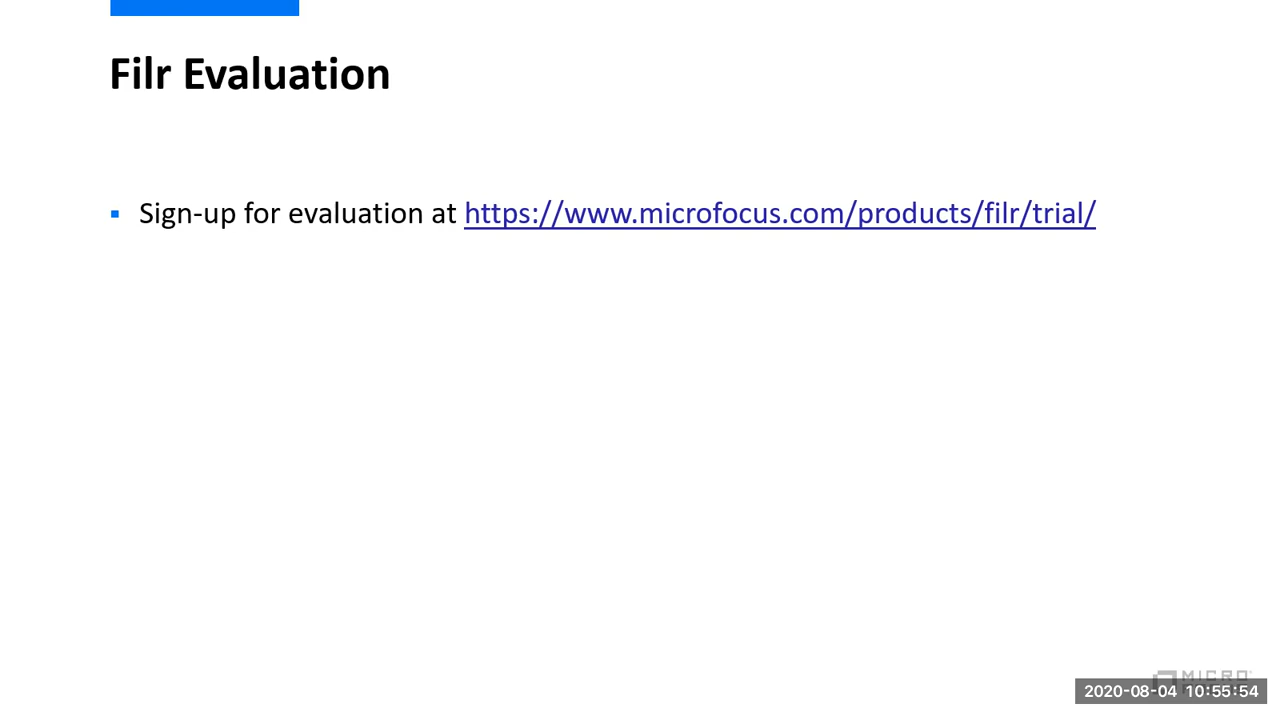 Filr Evaluation
▪ Sign-up for evaluation at https://www.microfocus.com/products/filr/trial/
MICRO
2020-08-04 10:55:54